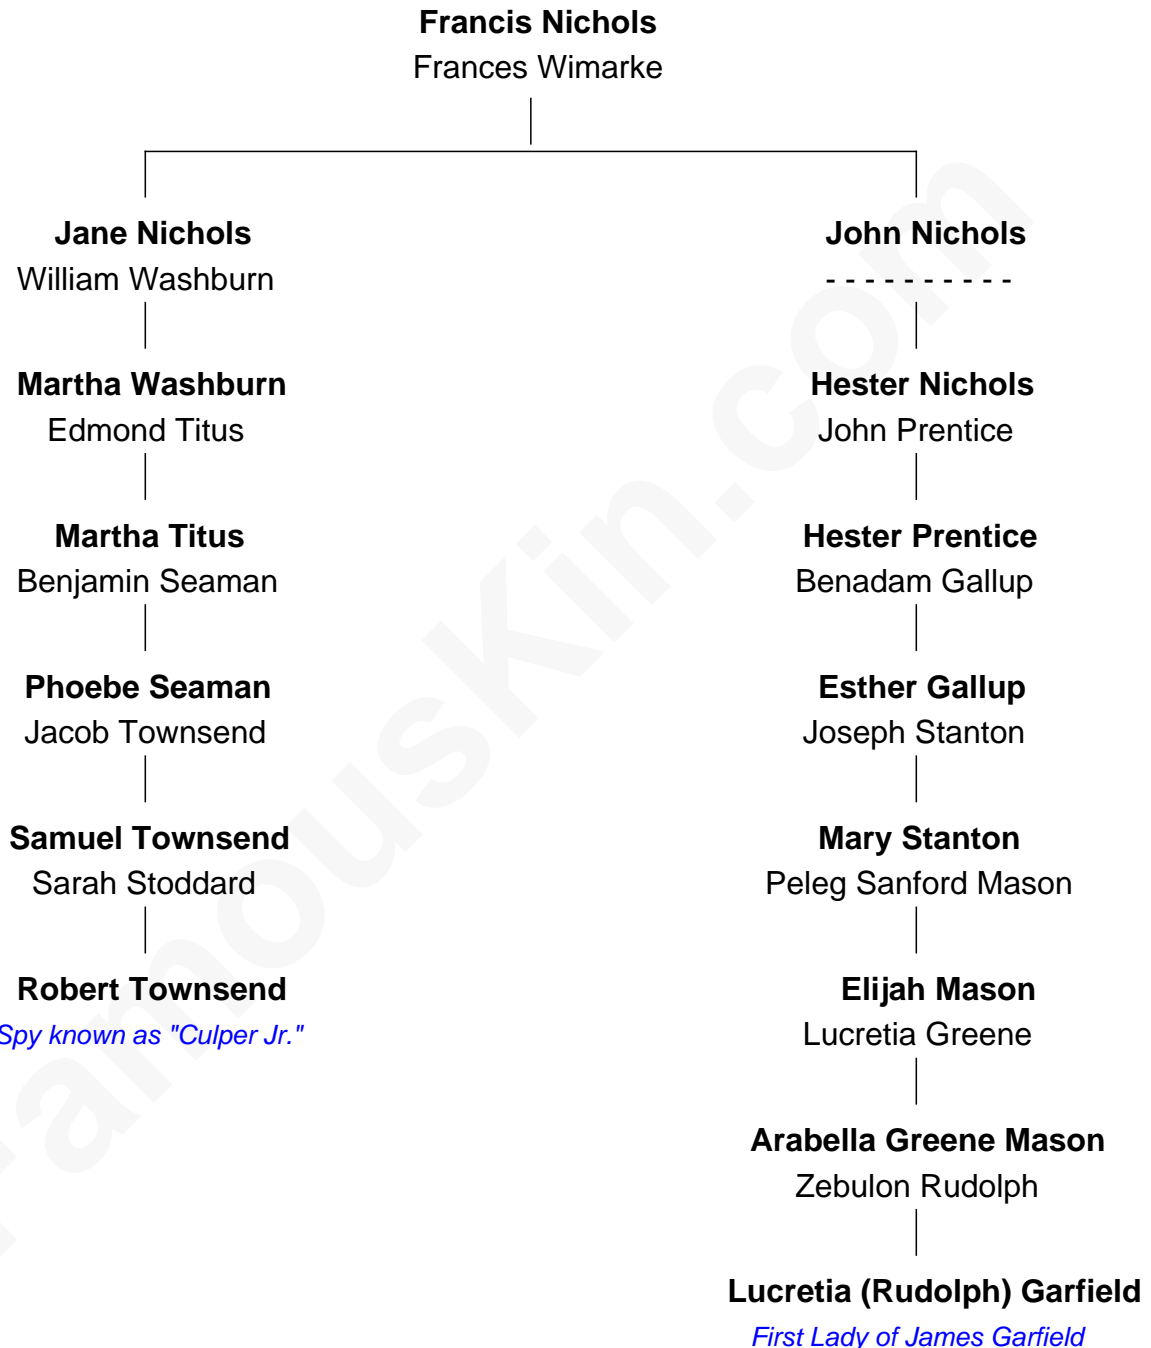 Francis Nichols
Frances Wimarke
Jane Nichols
William Washburn
John Nichols
- - - - - - - - - -
Martha Washburn
Edmond Titus
Hester Nichols
John Prentice
Martha Titus
Benjamin Seaman
Hester Prentice
Benadam Gallup
Phoebe Seaman
Jacob Townsend
Esther Gallup
Joseph Stanton
Samuel Townsend
Sarah Stoddard
Mary Stanton
Peleg Sanford Mason
Robert Townsend
Spy known as "Culper Jr."
Elijah Mason
Lucretia Greene
Arabella Greene Mason
Zebulon Rudolph
Lucretia (Rudolph) Garfield
First Lady of James Garfield
FamousKin.com